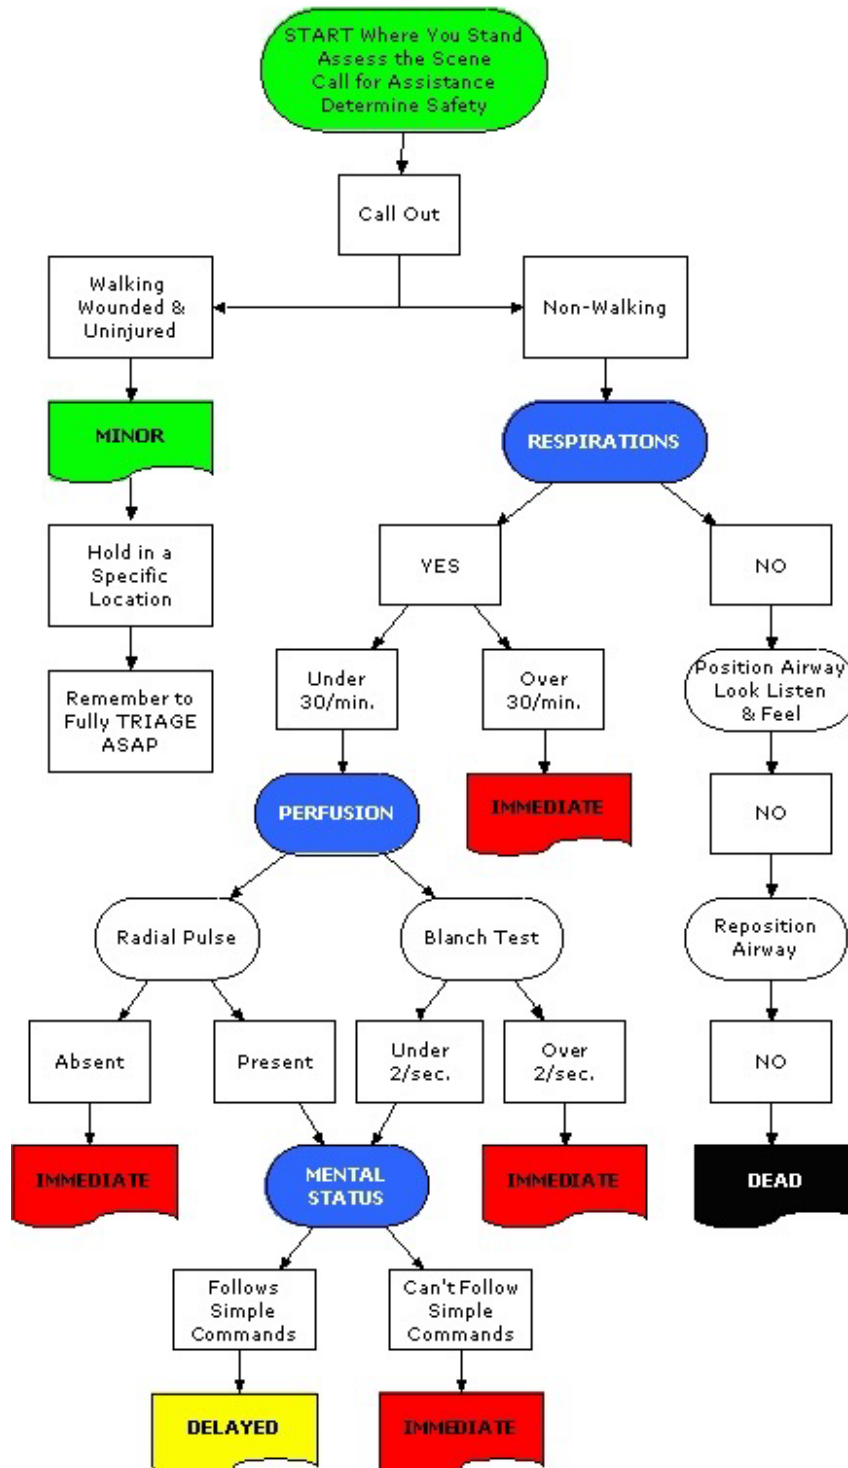 START Where You Stand
Assess the Scene
Call for Assistance
Determine Safety
Call Out
Walking
Wounded &
Uninjured
Non-Walking
MINOR
RESPIRATIONS
Hold in a
Specific
Location
YES
NO
Remember to
Fully TRIAGE
ASAP
Under
30/min.
Over
30/min.
Position Airway
Look Listen
& Feel
PERFUSION
IMMEDIATE
NO
Radial Pulse
Blanch Test
Reposition
Airway
Absent
Present
Under
2/sec.
Over
2/sec.
NO
IMMEDIATE
MENTAL
STATUS
IMMEDIATE
DEAD
Follows
Simple
Commands
Can't Follow
Simple
Commands
DELAYED
IMMEDIATE